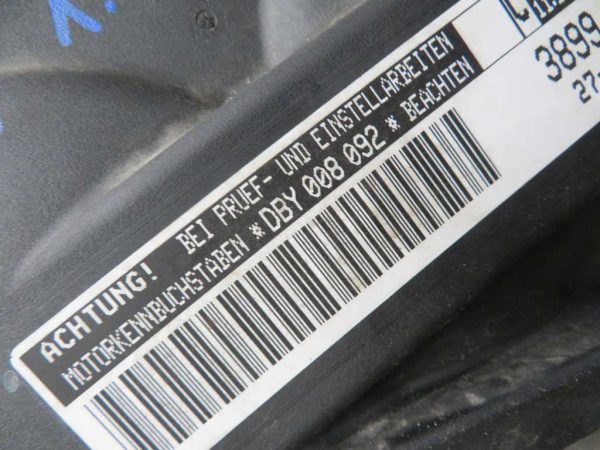 ACHTUNG! BEI PRUEF- UND EINSTELLARBEITEN
MOTORKENNBUCHSTABEN *DBY 008 092* BEACHTEN
3899
27